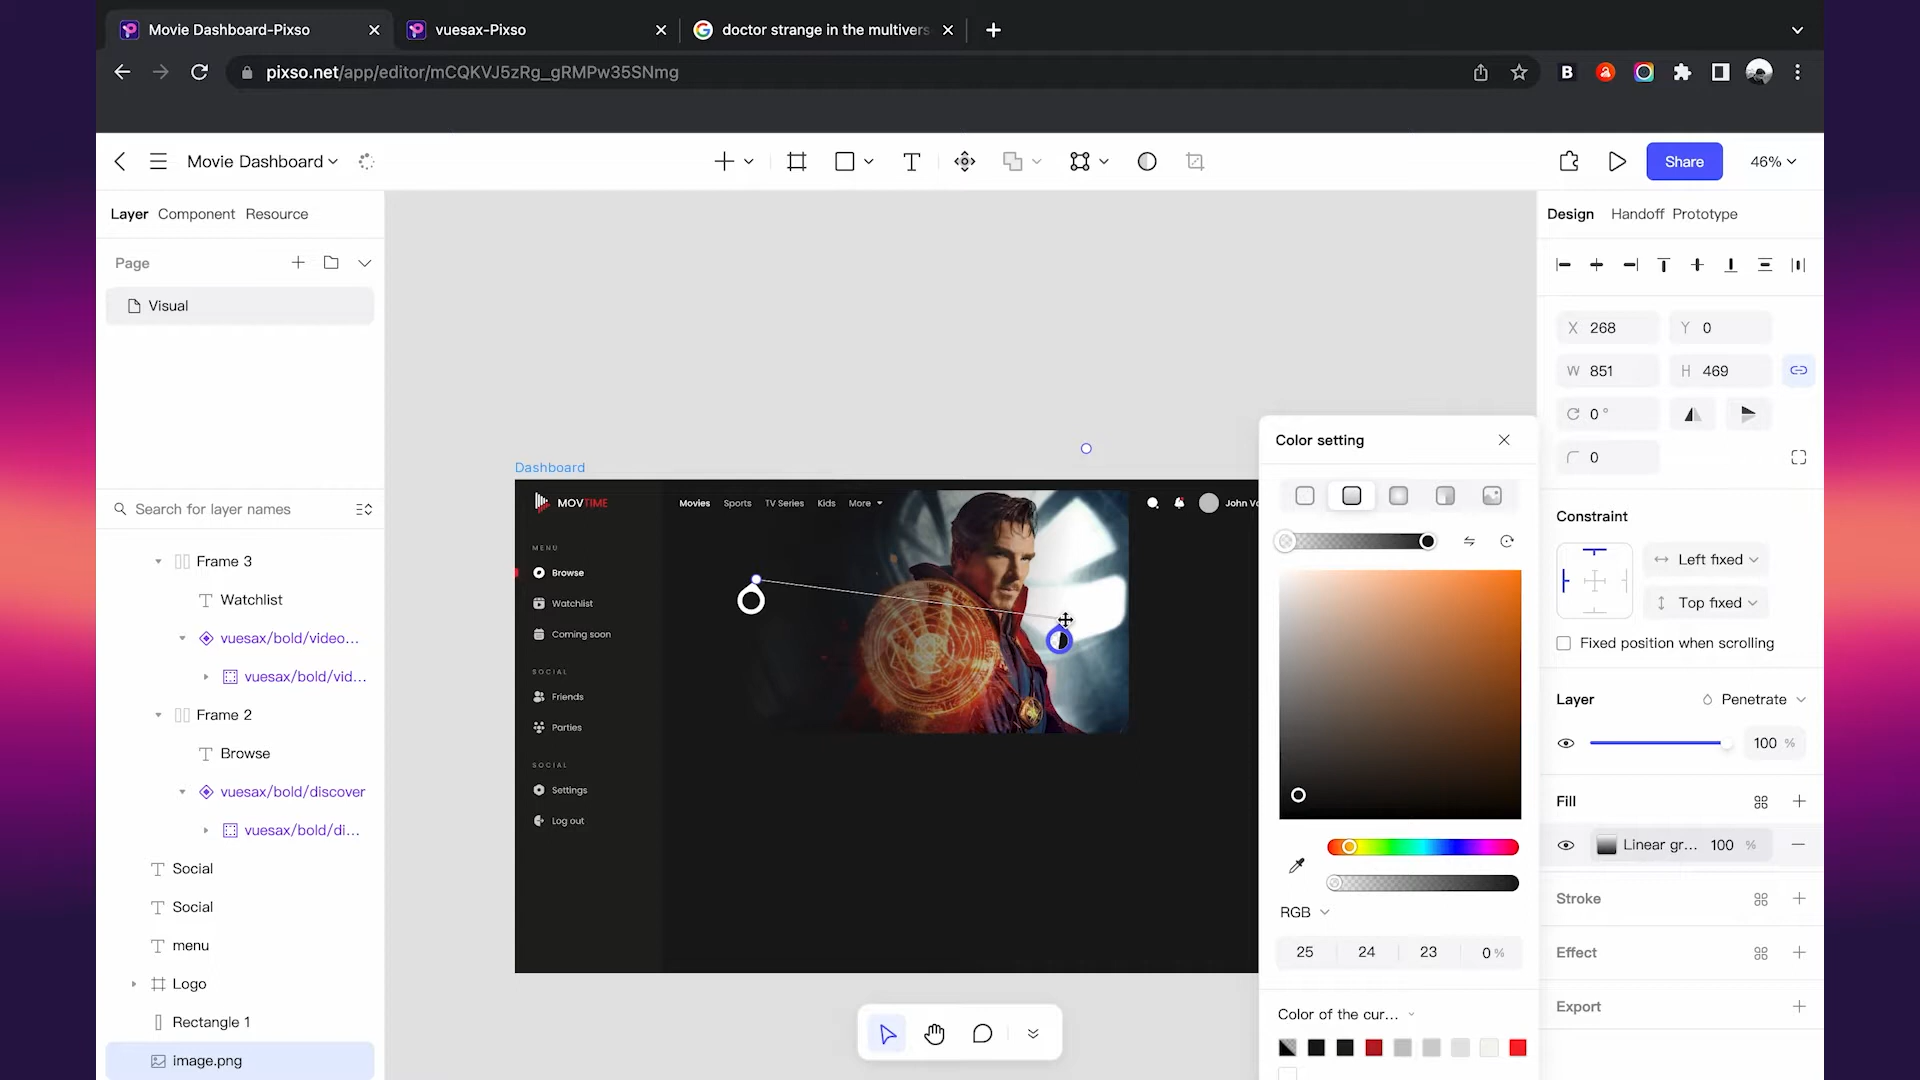 Movie Dashboard-Pixso
vuesax-Pixso
doctor strange in the multivers
pixso.net/app/editor/mCQKVJ5zRg_gRMPw35SNmg
B
Movie Dashboard
T
Share
46%
Layer Component Resource
Design Handoff Prototype
Page
Visual
X 268
Y 0
W 851
H 469
0 °
0
Search for layer names
Frame 3
Watchlist
vuesax/bold/video...
vuesax/bold/vid...
Frame 2
Browse
vuesax/bold/discover
vuesax/bold/di...
Social
Social
menu
Logo
Rectangle 1
image.png
Dashboard
MOVTIME
Movies Sports TV Series Kids More
John Vo
MENU
Browse
Watchlist
Coming soon
SOCIAL
Friends
Parties
SOCIAL
Settings
Log out
Color setting
RGB
25 24 23 0 %
Color of the cur...
Constraint
Left fixed
Top fixed
Fixed position when scrolling
Layer
Penetrate
100 %
Fill
Linear gr... 100 %
Stroke
Effect
Export